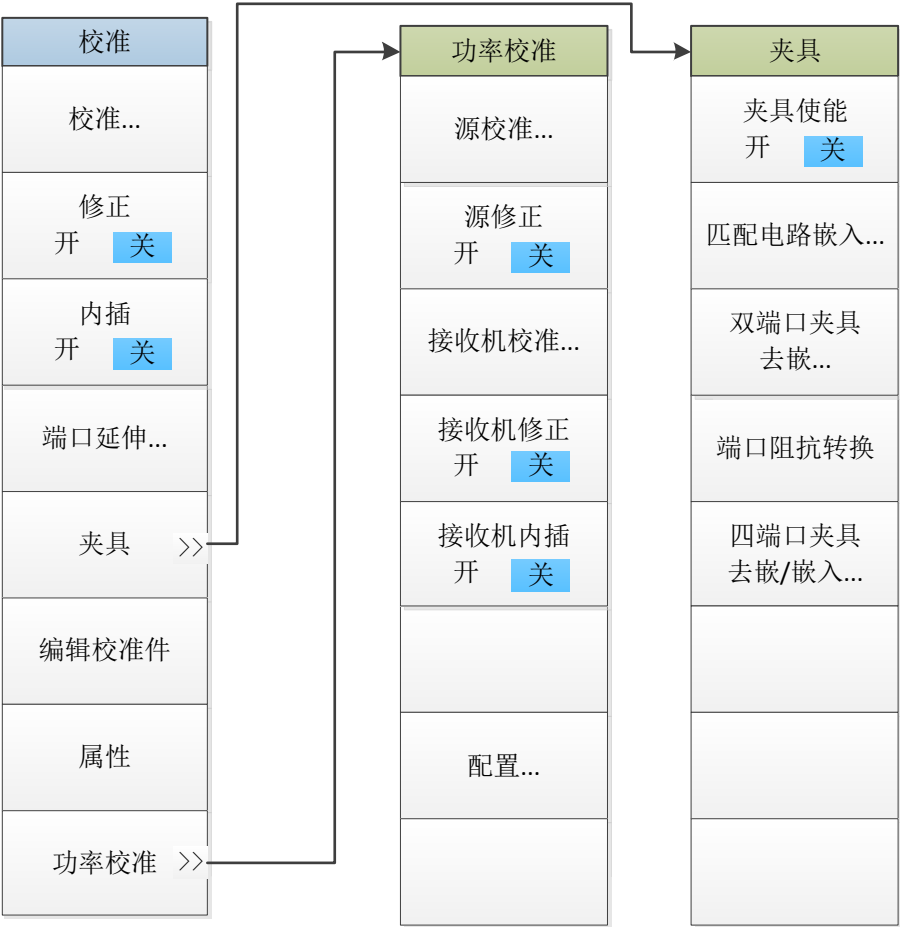 校准
校准...
修正
开 关
内插
开 关
端口延伸...
夹具 >>
编辑校准件
属性
功率校准 >>
功率校准
源校准...
源修正
开 关
接收机校准...
接收机修正
开 关
接收机内插
开 关
配置...
夹具
夹具使能
开 关
匹配电路嵌入...
双端口夹具
去嵌...
端口阻抗转换
四端口夹具
去嵌/嵌入...